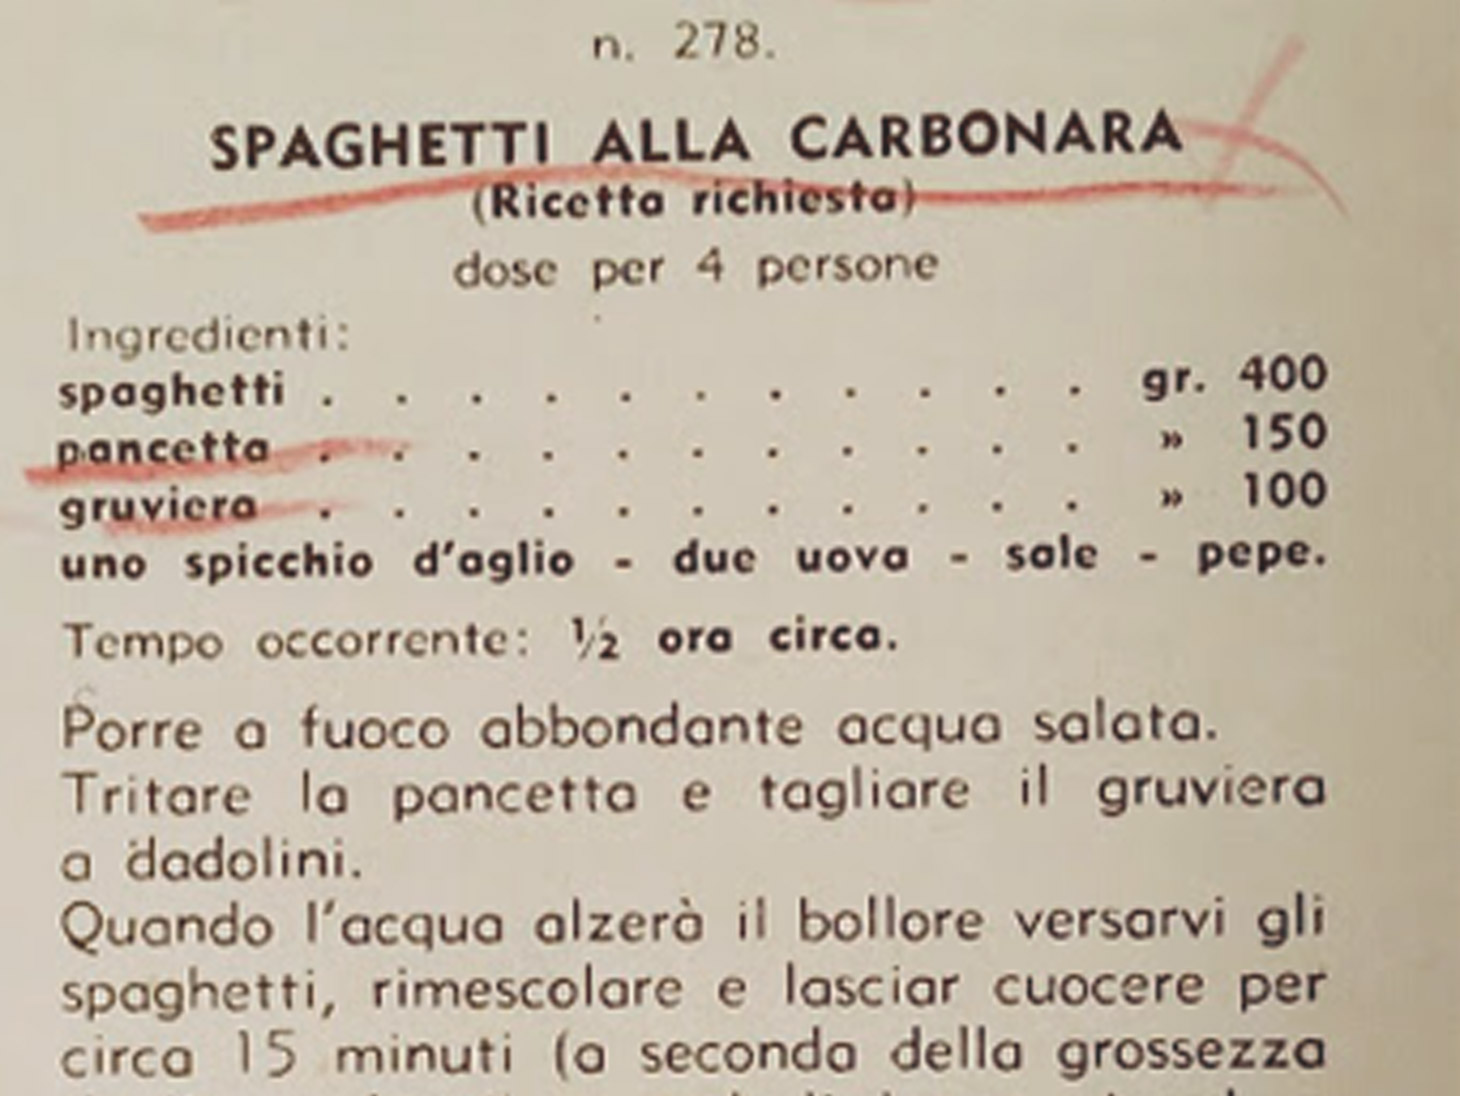 n. 278.
SPAGHETTI ALLA CARBONARA
(Ricetta richiesta)
dose per 4 persone
Ingredienti:
spaghetti . . . . . . . . . . . gr. 400
pancetta . . . . . . . . . . . » 150
gruviera . . . . . . . . . . . » 100
uno spicchio d'aglio - due uova - sale - pepe.
Tempo occorrente: ½ ora circa.
Porre a fuoco abbondante acqua salata.
Tritare la pancetta e tagliare il gruviera
a dadolini.
Quando l'acqua alzerà il bollore versarvi gli
spaghetti, rimescolare e lasciar cuocere per
circa 15 minuti (a seconda della grossezza